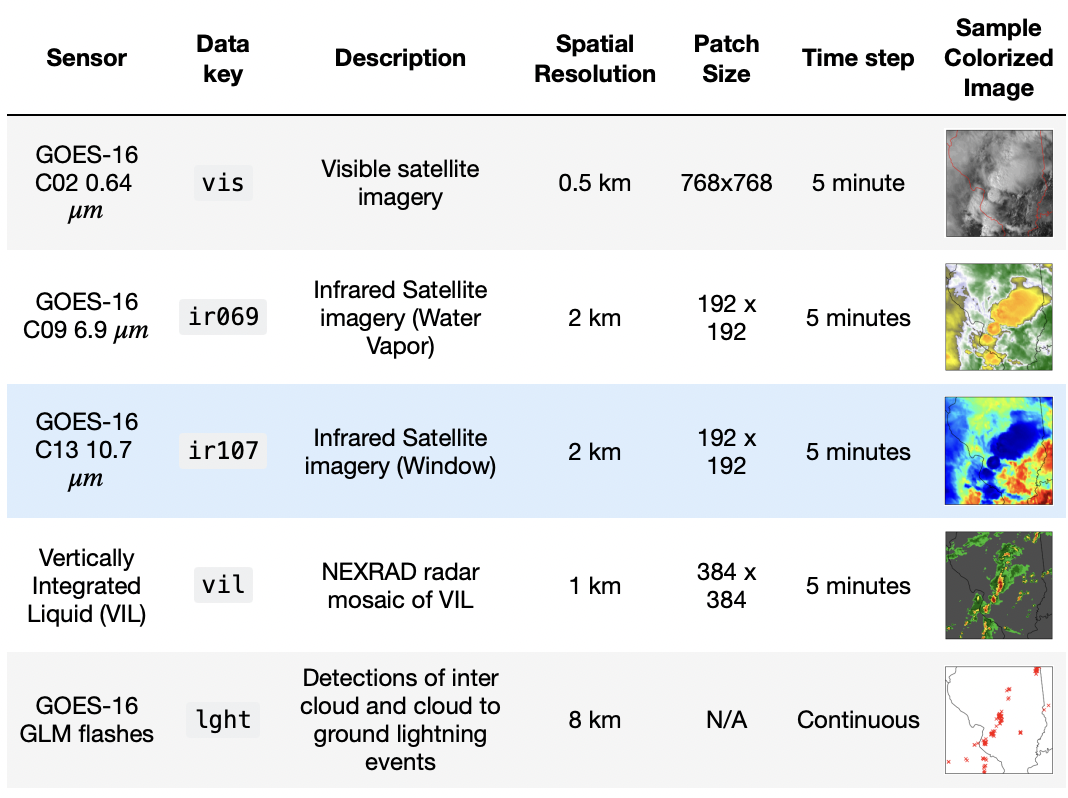 Sensor
Data
key
Description
Spatial
Resolution
Patch
Size
Time step
Sample
Colorized
Image
GOES-16
C02 0.64
µm
vis
Visible satellite
imagery
0.5 km
768x768
5 minute
GOES-16
C09 6.9 µm
ir069
Infrared Satellite
imagery (Water
Vapor)
2 km
192 x
192
5 minutes
GOES-16
C13 10.7
µm
ir107
Infrared Satellite
imagery (Window)
2 km
192 x
192
5 minutes
Vertically
Integrated
Liquid (VIL)
vil
NEXRAD radar
mosaic of VIL
1 km
384 x
384
5 minutes
GOES-16
GLM flashes
lght
Detections of inter
cloud and cloud to
ground lightning
events
8 km
N/A
Continuous